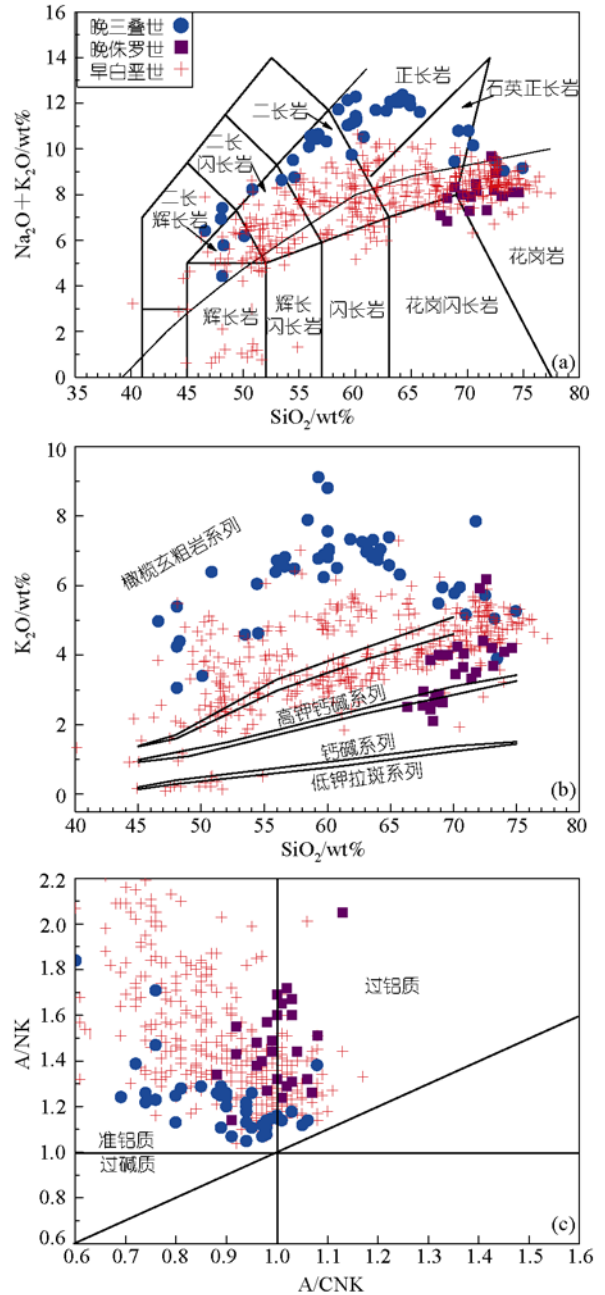 晚三叠世
晚侏罗世
早白垩世
16
14
12
10
8
6
4
2
0
Na₂O+K₂O/wt%
正长岩
石英正长岩
二长岩
二长
闪长岩
二长
辉长岩
辉长岩
辉长
闪长岩
闪长岩
花岗闪长岩
花岗岩
(a)
35 40 45 50 55 60 65 70 75 80
SiO₂/wt%
10
8
6
4
2
0
K₂O/wt%
橄榄玄粗岩系列
高钾钙碱系列
钙碱系列
低钾拉斑系列
(b)
40 45 50 55 60 65 70 75 80
SiO₂/wt%
2.2
2.0
1.8
1.6
1.4
1.2
1.0
0.8
0.6
A/NK
过铝质
准铝质
过碱质
(c)
0.6 0.7 0.8 0.9 1.0 1.1 1.2 1.3 1.4 1.5 1.6
A/CNK